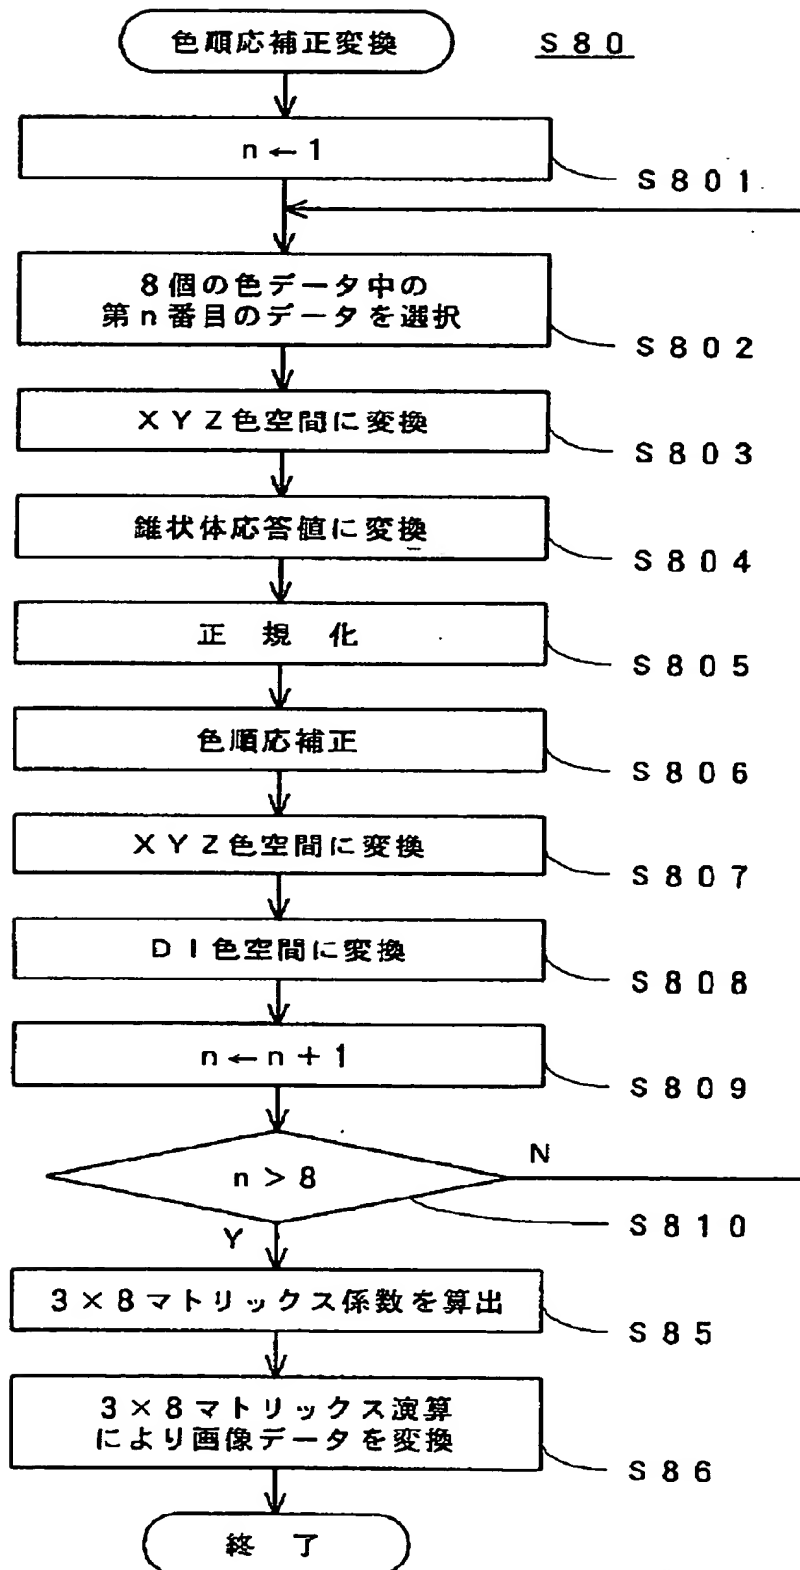 色順応補正変換
S80
n←1
S801
8個の色データ中の
第n番目のデータを選択
S802
XYZ色空間に変換
S803
錐状体応答値に変換
S804
正 規 化
S805
色順応補正
S806
XYZ色空間に変換
S807
DI色空間に変換
S808
n←n+1
S809
n>8
N
S810
Y
3×8マトリックス係数を算出
S85
3×8マトリックス演算
により画像データを変換
S86
終 了